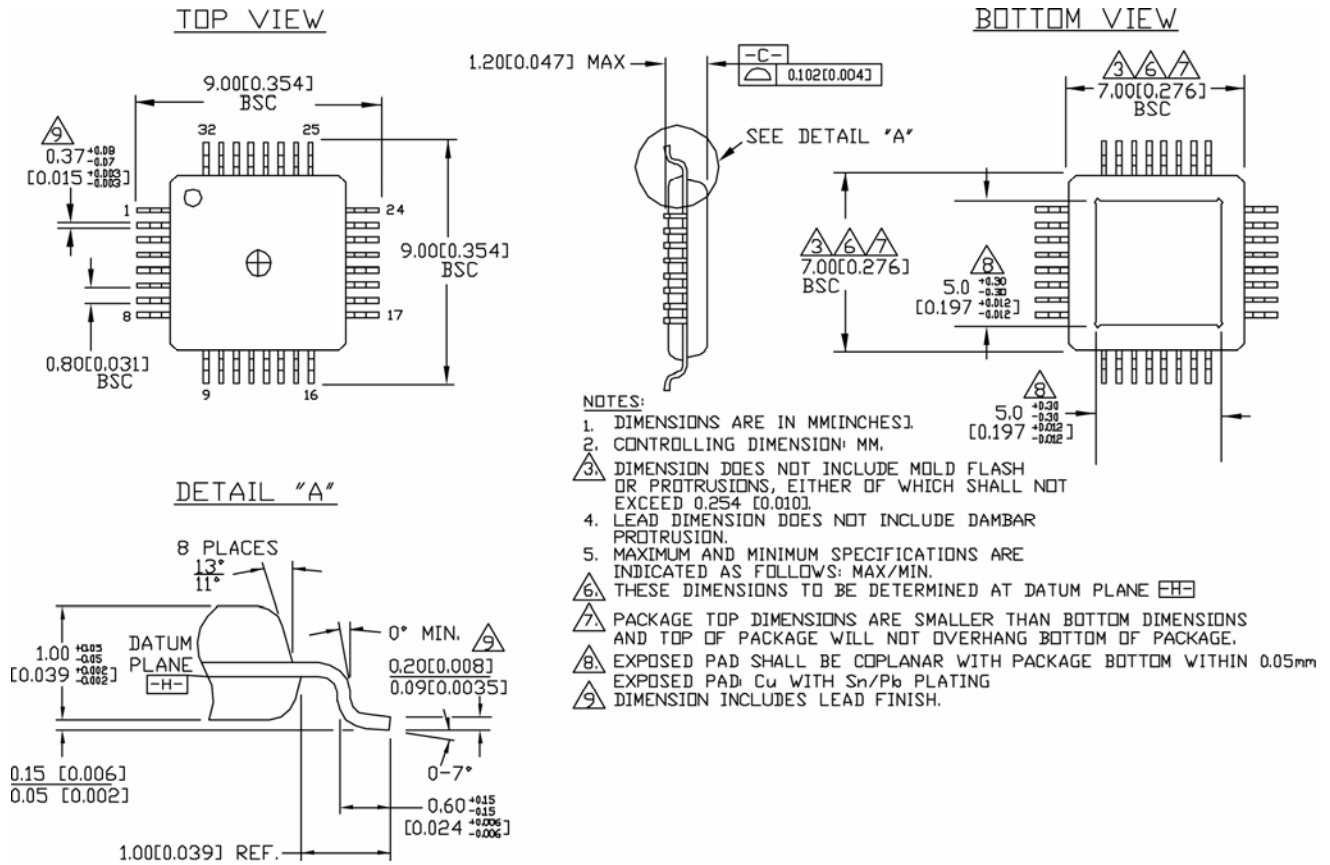 TOP VIEW
9.00[0.354]
BSC
32
25
9
0.37 +0.08 -0.07
[0.015 +0.003 -0.003]
1
24
9.00[0.354]
BSC
8
17
0.80[0.031]
BSC
9
16
1.20[0.047] MAX
-C-
0.102[0.004]
SEE DETAIL "A"
3 6 7
7.00[0.276]
BSC
BOTTOM VIEW
3 6 7
7.00[0.276]
BSC
8
5.0 +0.30 -0.30
[0.197 +0.012 -0.012]
8
5.0 +0.30 -0.30
[0.197 +0.012 -0.012]
NOTES:
1. DIMENSIONS ARE IN MM[INCHES].
2. CONTROLLING DIMENSION: MM.
3. DIMENSION DOES NOT INCLUDE MOLD FLASH
OR PROTRUSIONS, EITHER OF WHICH SHALL NOT
EXCEED 0.254 [0.010].
4. LEAD DIMENSION DOES NOT INCLUDE DAMBAR
PROTRUSION.
5. MAXIMUM AND MINIMUM SPECIFICATIONS ARE
INDICATED AS FOLLOWS: MAX/MIN.
6. THESE DIMENSIONS TO BE DETERMINED AT DATUM PLANE -H-
7. PACKAGE TOP DIMENSIONS ARE SMALLER THAN BOTTOM DIMENSIONS
AND TOP OF PACKAGE WILL NOT OVERHANG BOTTOM OF PACKAGE.
8. EXPOSED PAD SHALL BE COPLANAR WITH PACKAGE BOTTOM WITHIN 0.05mm
EXPOSED PAD: Cu WITH Sn/Pb PLATING
9 DIMENSION INCLUDES LEAD FINISH.
DETAIL "A"
8 PLACES
13°
11°
0° MIN.
9
0.20(0.008)
0.09(0.0035)
1.00 +0.05 -0.05
[0.039 +0.002 -0.002]
DATUM
PLANE
-H-
0.15 [0.006]
0.05 [0.002]
0-7°
0.60 +0.15 -0.15
[0.024 +0.006 -0.006]
1.00[0.039] REF.